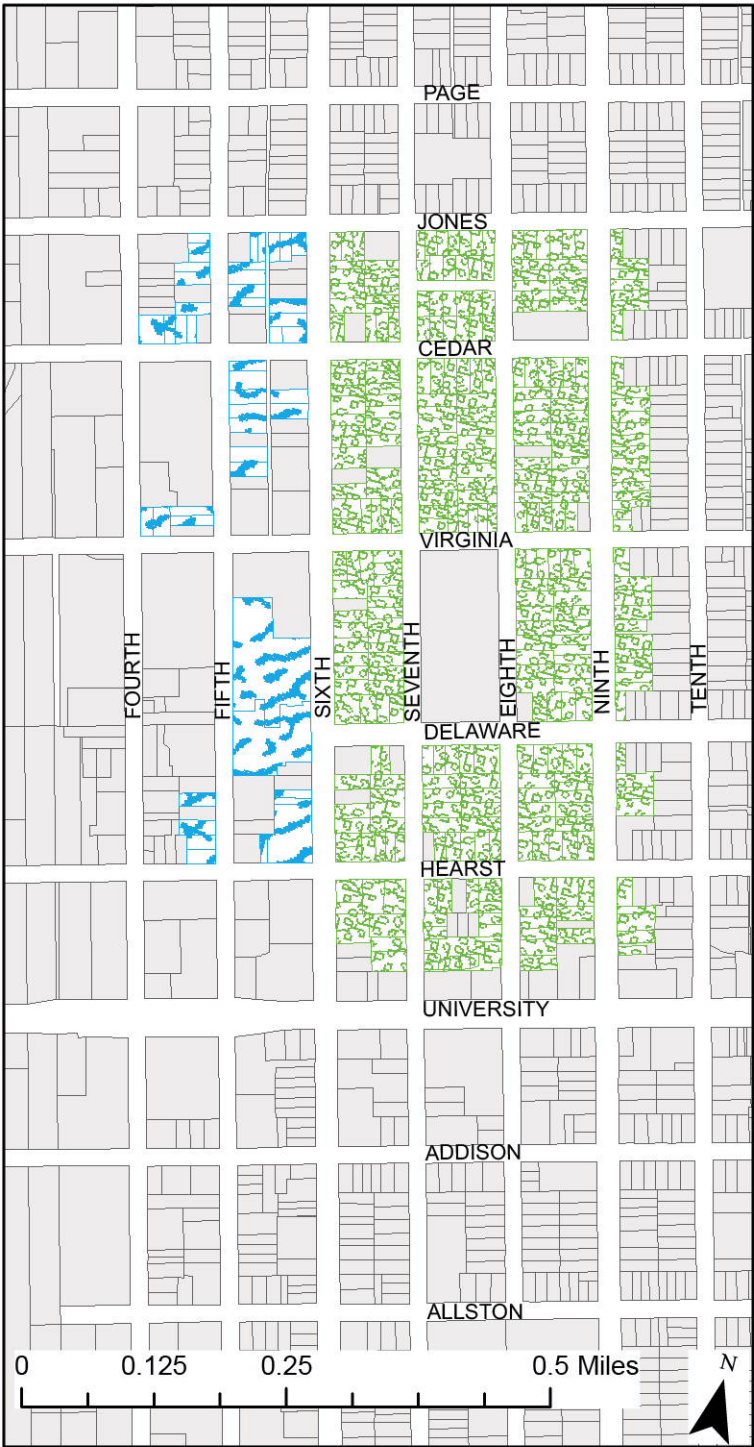 PAGE
JONES
CEDAR
VIRGINIA
FOURTH
FIFTH
SIXTH
SEVENTH
EIGHTH
NINTH
TENTH
DELAWARE
HEARST
UNIVERSITY
ADDISON
ALLSTON
0 0.125 0.25 0.5 Miles
N